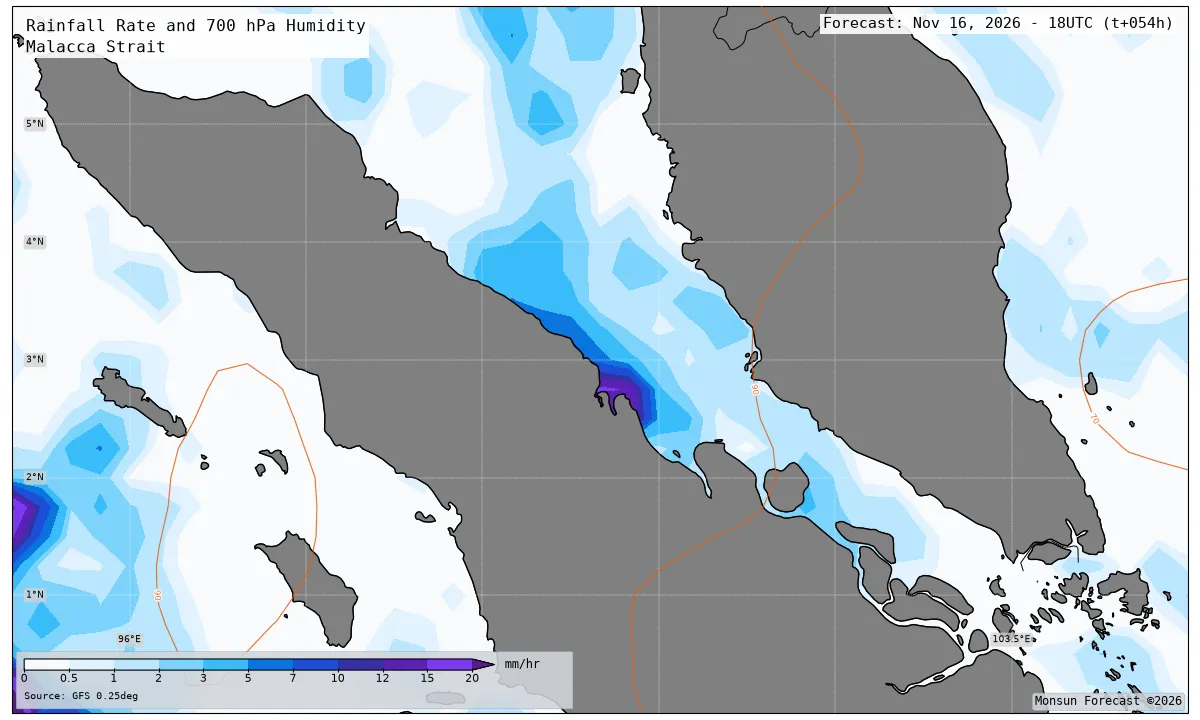 Rainfall Rate and 700 hPa Humidity
Malacca Strait
Forecast: Nov 16, 2026 - 18UTC (t+054h)
5°N
4°N
3°N
2°N
1°N
90
70
90
96°E
103.5°E
0 0.5 1 2 3 5 7 10 12 15 20
mm/hr
Source: GFS 0.25deg
Monsun Forecast ©2026